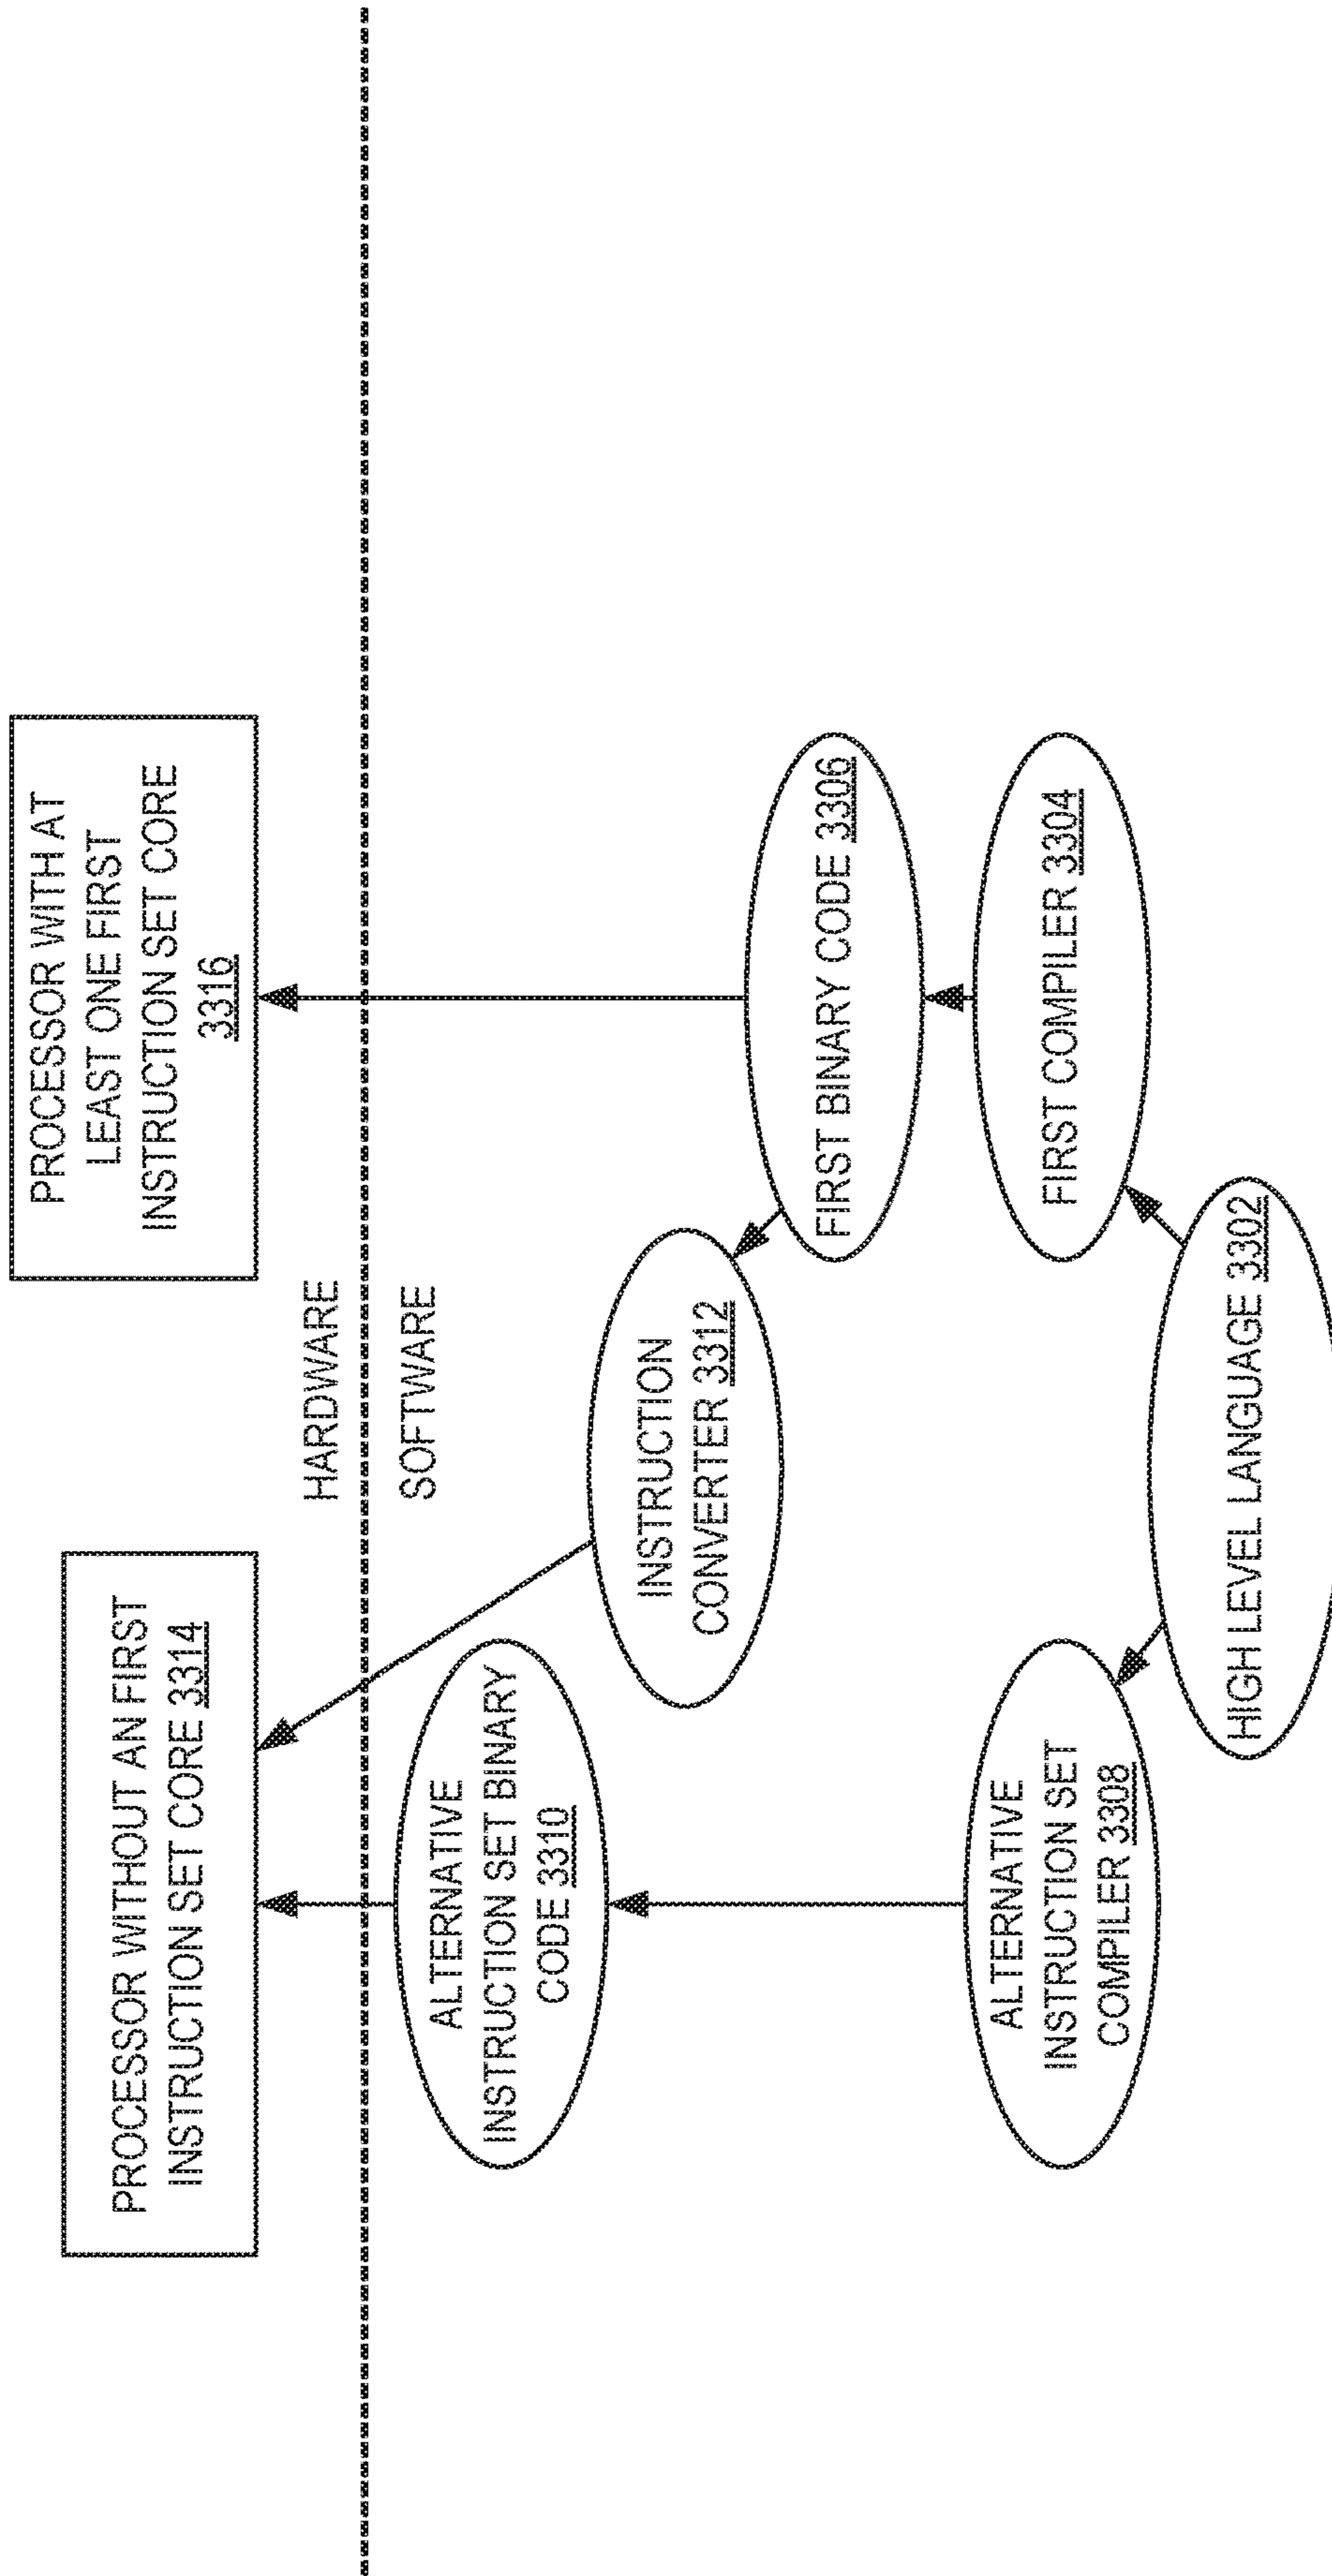 PROCESSOR WITHOUT AN FIRST
INSTRUCTION SET CORE 3314
PROCESSOR WITH AT
LEAST ONE FIRST
INSTRUCTION SET CORE
3316
HARDWARE
SOFTWARE
ALTERNATIVE
INSTRUCTION SET BINARY
CODE 3310
INSTRUCTION
CONVERTER 3312
FIRST BINARY CODE 3306
ALTERNATIVE
INSTRUCTION SET
COMPILER 3308
FIRST COMPILER 3304
HIGH LEVEL LANGUAGE 3302